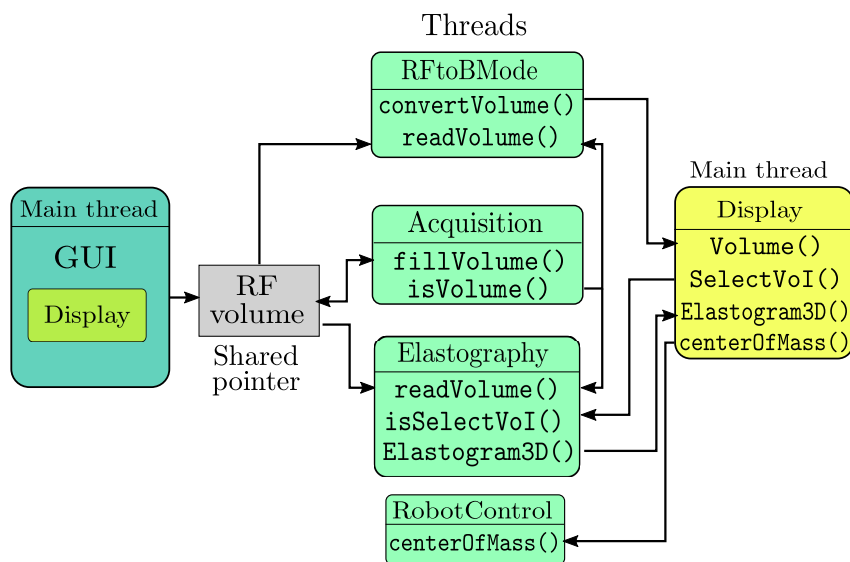 Threads
RFtoBMode
convertVolume()
readVolume()
Main thread
GUI
Display
RF
volume
Shared
pointer
Acquisition
fillVolume()
isVolume()
Elastography
readVolume()
isSelectVoI()
Elastogram3D()
RobotControl
centerOfMass()
Main thread
Display
Volume()
SelectVoI()
Elastogram3D()
centerOfMass()